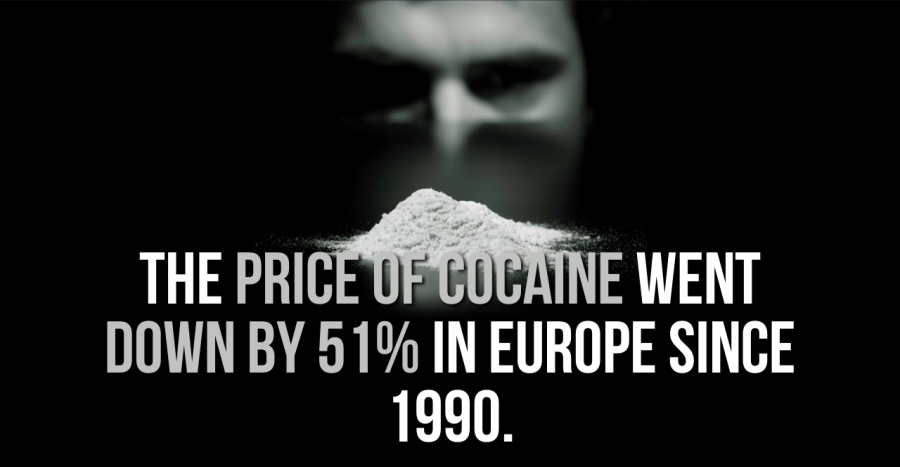 THE PRICE OF COCAINE WENT
DOWN BY 51% IN EUROPE SINCE
1990.